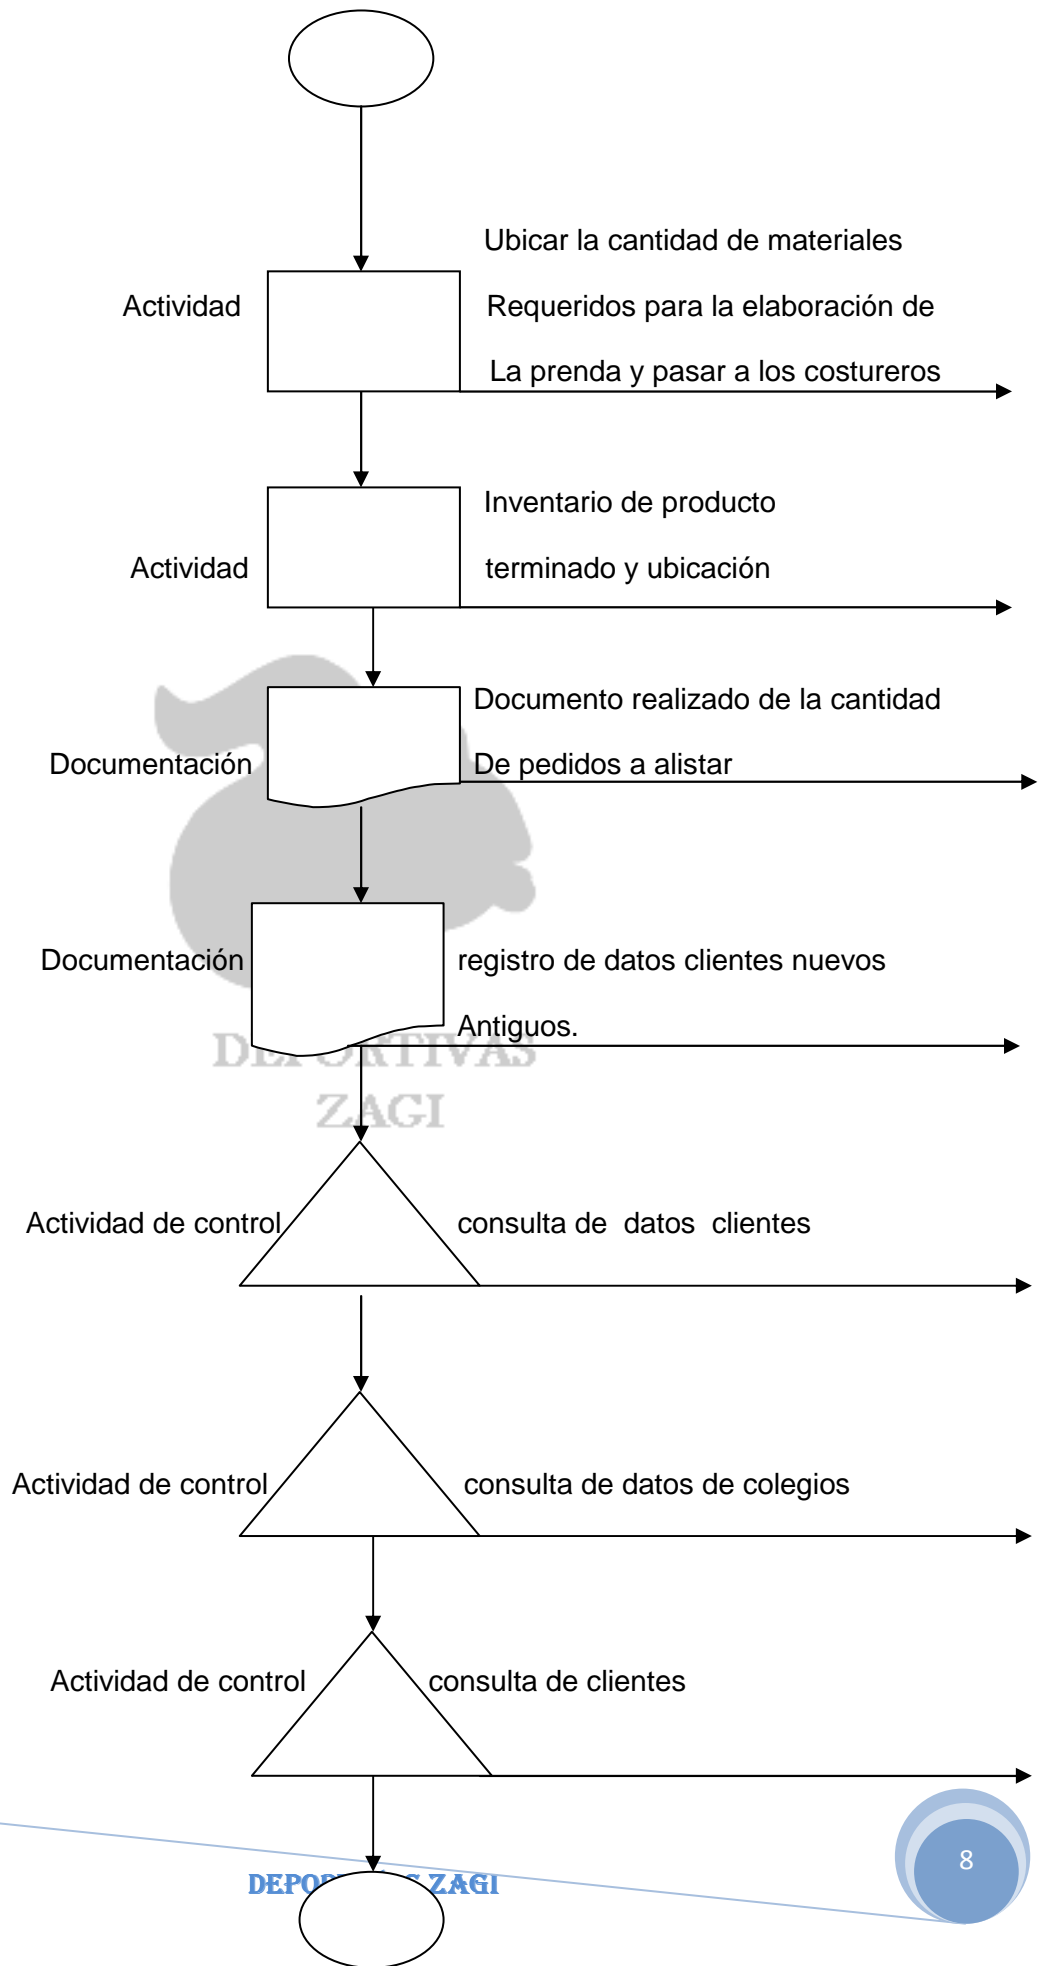 Ubicar la cantidad de materiales
Actividad
Requeridos para la elaboración de
La prenda y pasar a los costureros
Inventario de producto
Actividad
terminado y ubicación
Documento realizado de la cantidad
Documentación
De pedidos a alistar
Documentación
registro de datos clientes nuevos
Antiguos.
DEPORTIVAS
ZAGI
Actividad de control
consulta de datos clientes
Actividad de control
consulta de datos de colegios
Actividad de control
consulta de clientes
8
DEPORTIVAS ZAGI